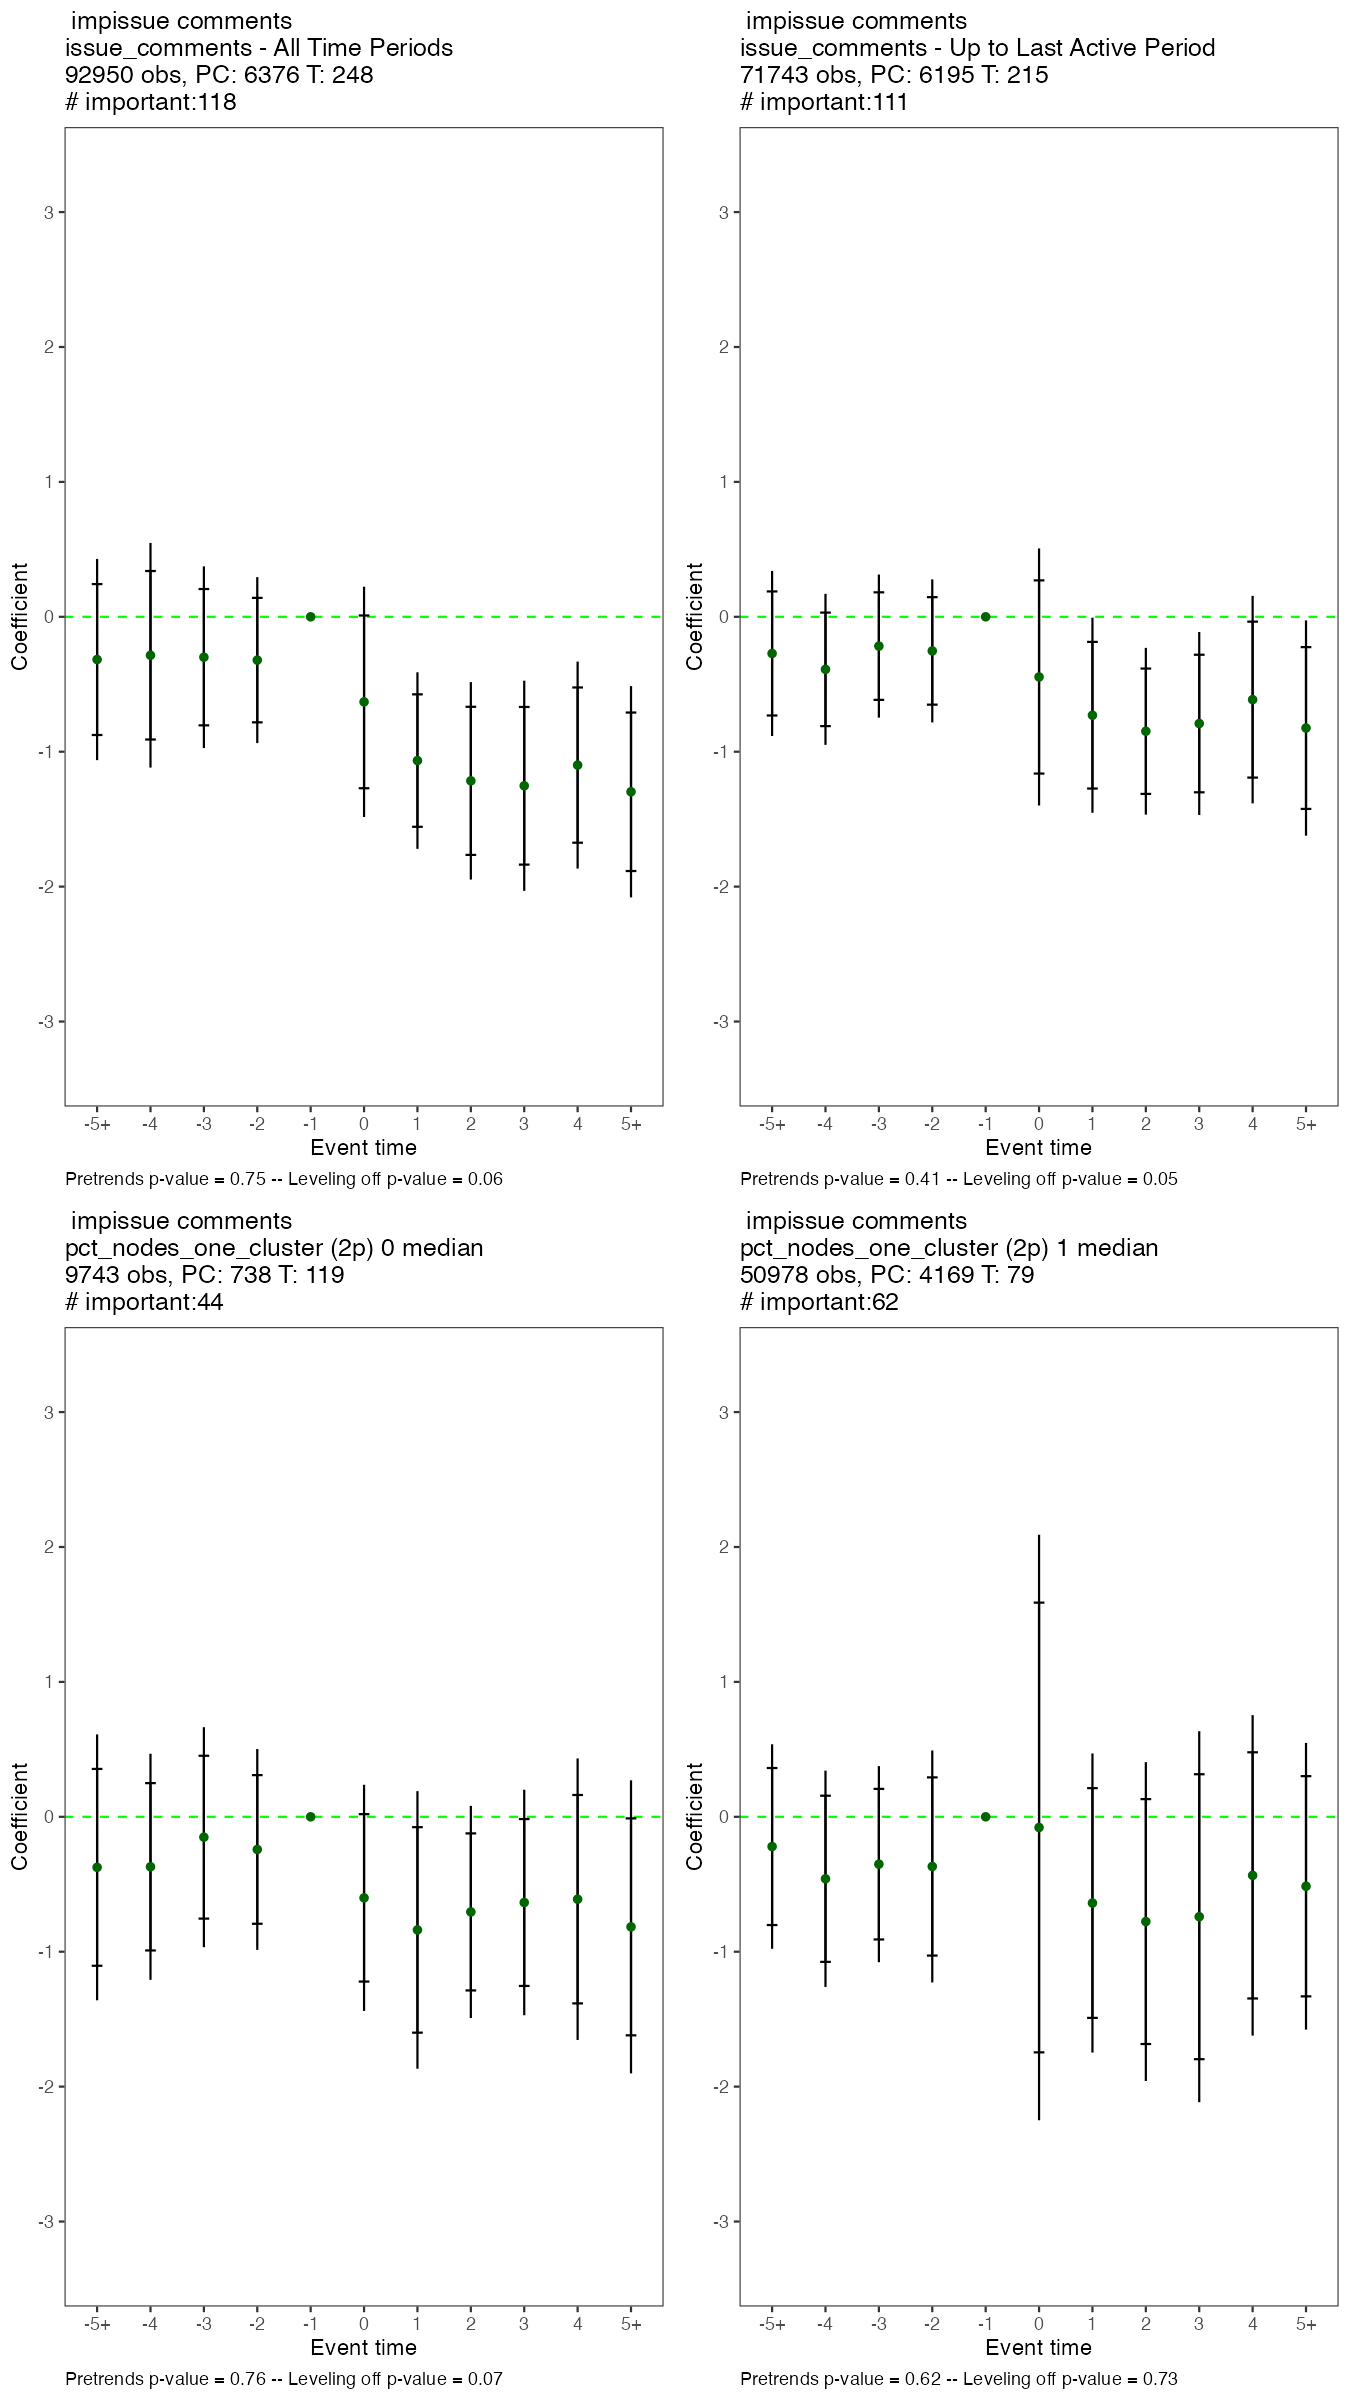 impissue comments
issue_comments - All Time Periods
92950 obs, PC: 6376 T: 248
# important:118
3
2
1
0
-1
-2
-3
Coefficient
-5+ -4 -3 -2 -1 0 1 2 3 4 5+
Event time
Pretrends p-value = 0.75 -- Leveling off p-value = 0.06
impissue comments
issue_comments - Up to Last Active Period
71743 obs, PC: 6195 T: 215
# important:111
3
2
1
0
-1
-2
-3
Coefficient
-5+ -4 -3 -2 -1 0 1 2 3 4 5+
Event time
Pretrends p-value = 0.41 -- Leveling off p-value = 0.05
impissue comments
pct_nodes_one_cluster (2p) 0 median
9743 obs, PC: 738 T: 119
# important:44
3
2
1
0
-1
-2
-3
Coefficient
-5+ -4 -3 -2 -1 0 1 2 3 4 5+
Event time
Pretrends p-value = 0.76 -- Leveling off p-value = 0.07
impissue comments
pct_nodes_one_cluster (2p) 1 median
50978 obs, PC: 4169 T: 79
# important:62
3
2
1
0
-1
-2
-3
Coefficient
-5+ -4 -3 -2 -1 0 1 2 3 4 5+
Event time
Pretrends p-value = 0.62 -- Leveling off p-value = 0.73